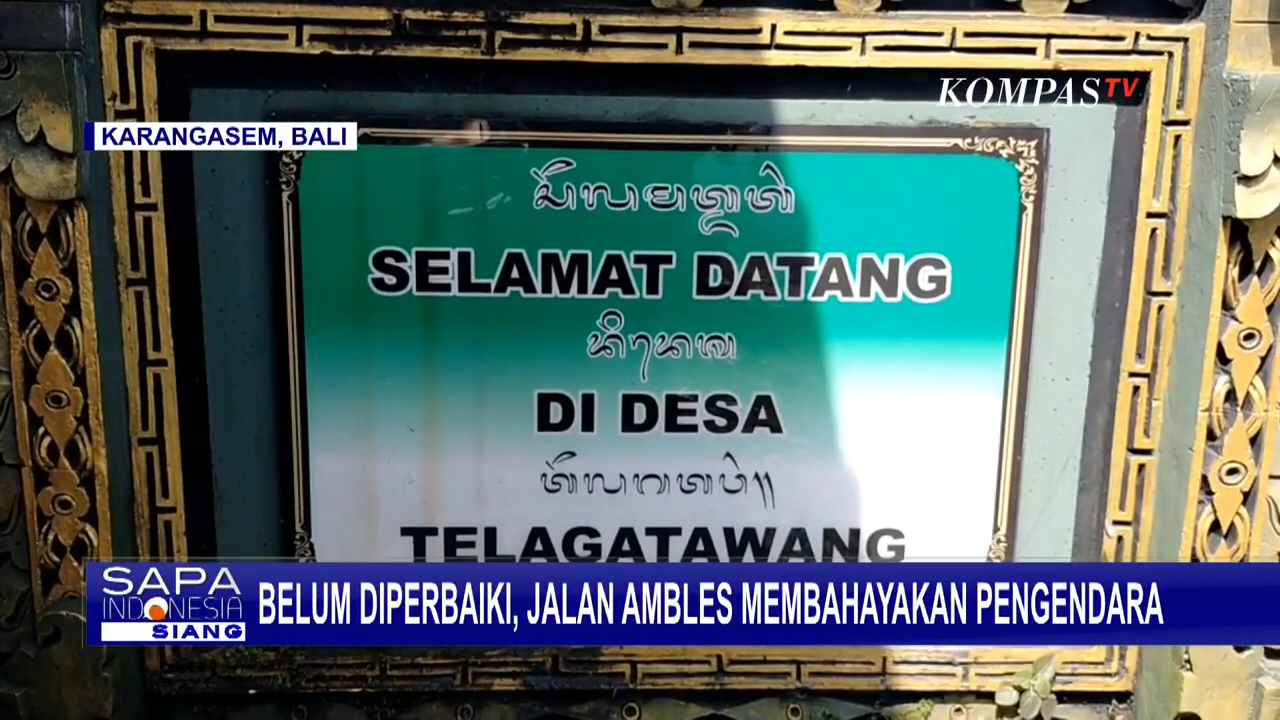 KOMPASTV
KARANGASEM, BALI
SELAMAT DATANG
DI DESA
TELAGATAWANG
SAPA
INDONESIA
SIANG
BELUM DIPERBAIKI, JALAN AMBLES MEMBAHAYAKAN PENGENDARA